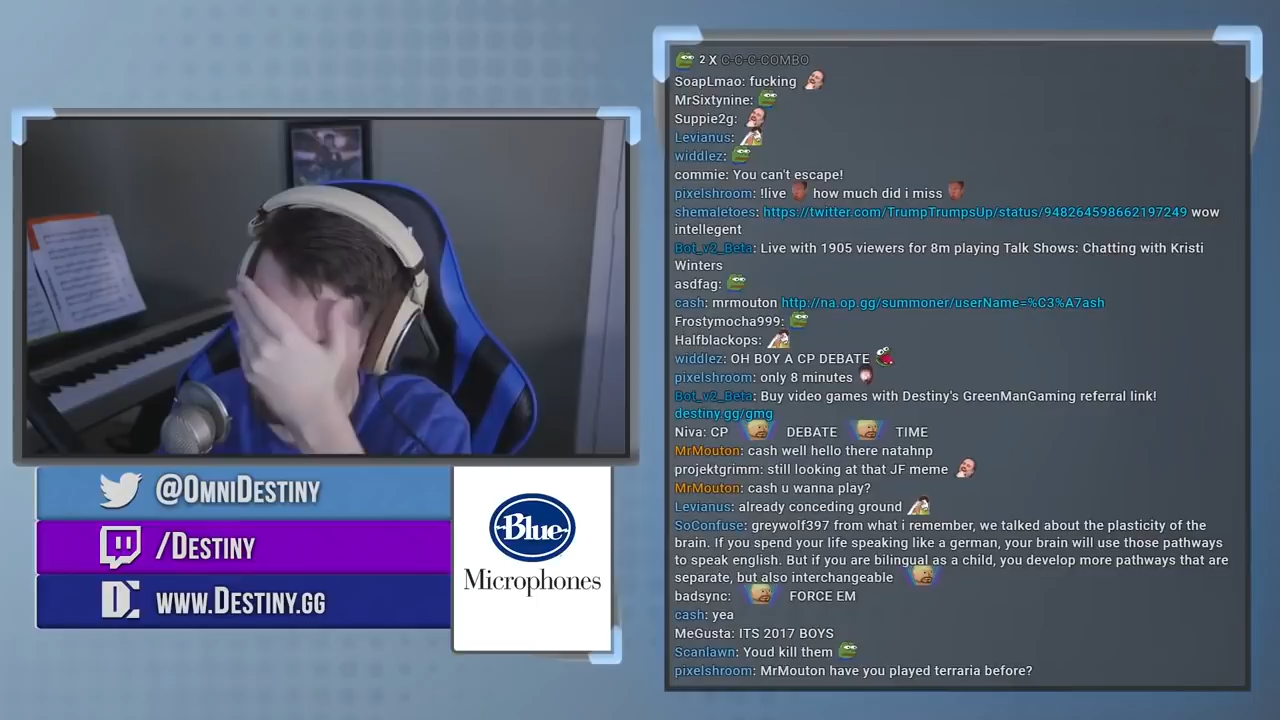 @OmniDestiny
/Destiny
www.Destiny.gg
Blue
Microphones
2 X C-C-C-COMBO
SoapLmao: fucking
MrSixtynine:
Suppie2g:
Levianus:
widdlez:
commie: You can't escape!
pixelshroom: !live how much did i miss
shemaletoes: https://twitter.com/TrumpTrumpsUp/status/948264598662197249 wow
intellegent
Bot_v2_Beta: Live with 1905 viewers for 8m playing Talk Shows: Chatting with Kristi
Winters
asdfag:
cash: mrmouton http://na.op.gg/summoner/userName=%C3%A7ash
Frostymocha999:
Halfblackops:
widdlez: OH BOY A CP DEBATE
pixelshroom: only 8 minutes
Bot_v2_Beta: Buy video games with Destiny's GreenManGaming referral link!
destiny.gg/gmg
Niva: CP DEBATE TIME
MrMouton: cash well hello there natahnp
projektgrimm: still looking at that JF meme
MrMouton: cash u wanna play?
Levianus: already conceding ground
SoConfuse: greywolf397 from what i remember, we talked about the plasticity of the
brain. If you spend your life speaking like a german, your brain will use those pathways
to speak english. But if you are bilingual as a child, you develop more pathways that are
separate, but also interchangeable
badsync: FORCE EM
cash: yea
MeGusta: ITS 2017 BOYS
Scanlawn: Youd kill them
pixelshroom: MrMouton have you played terraria before?